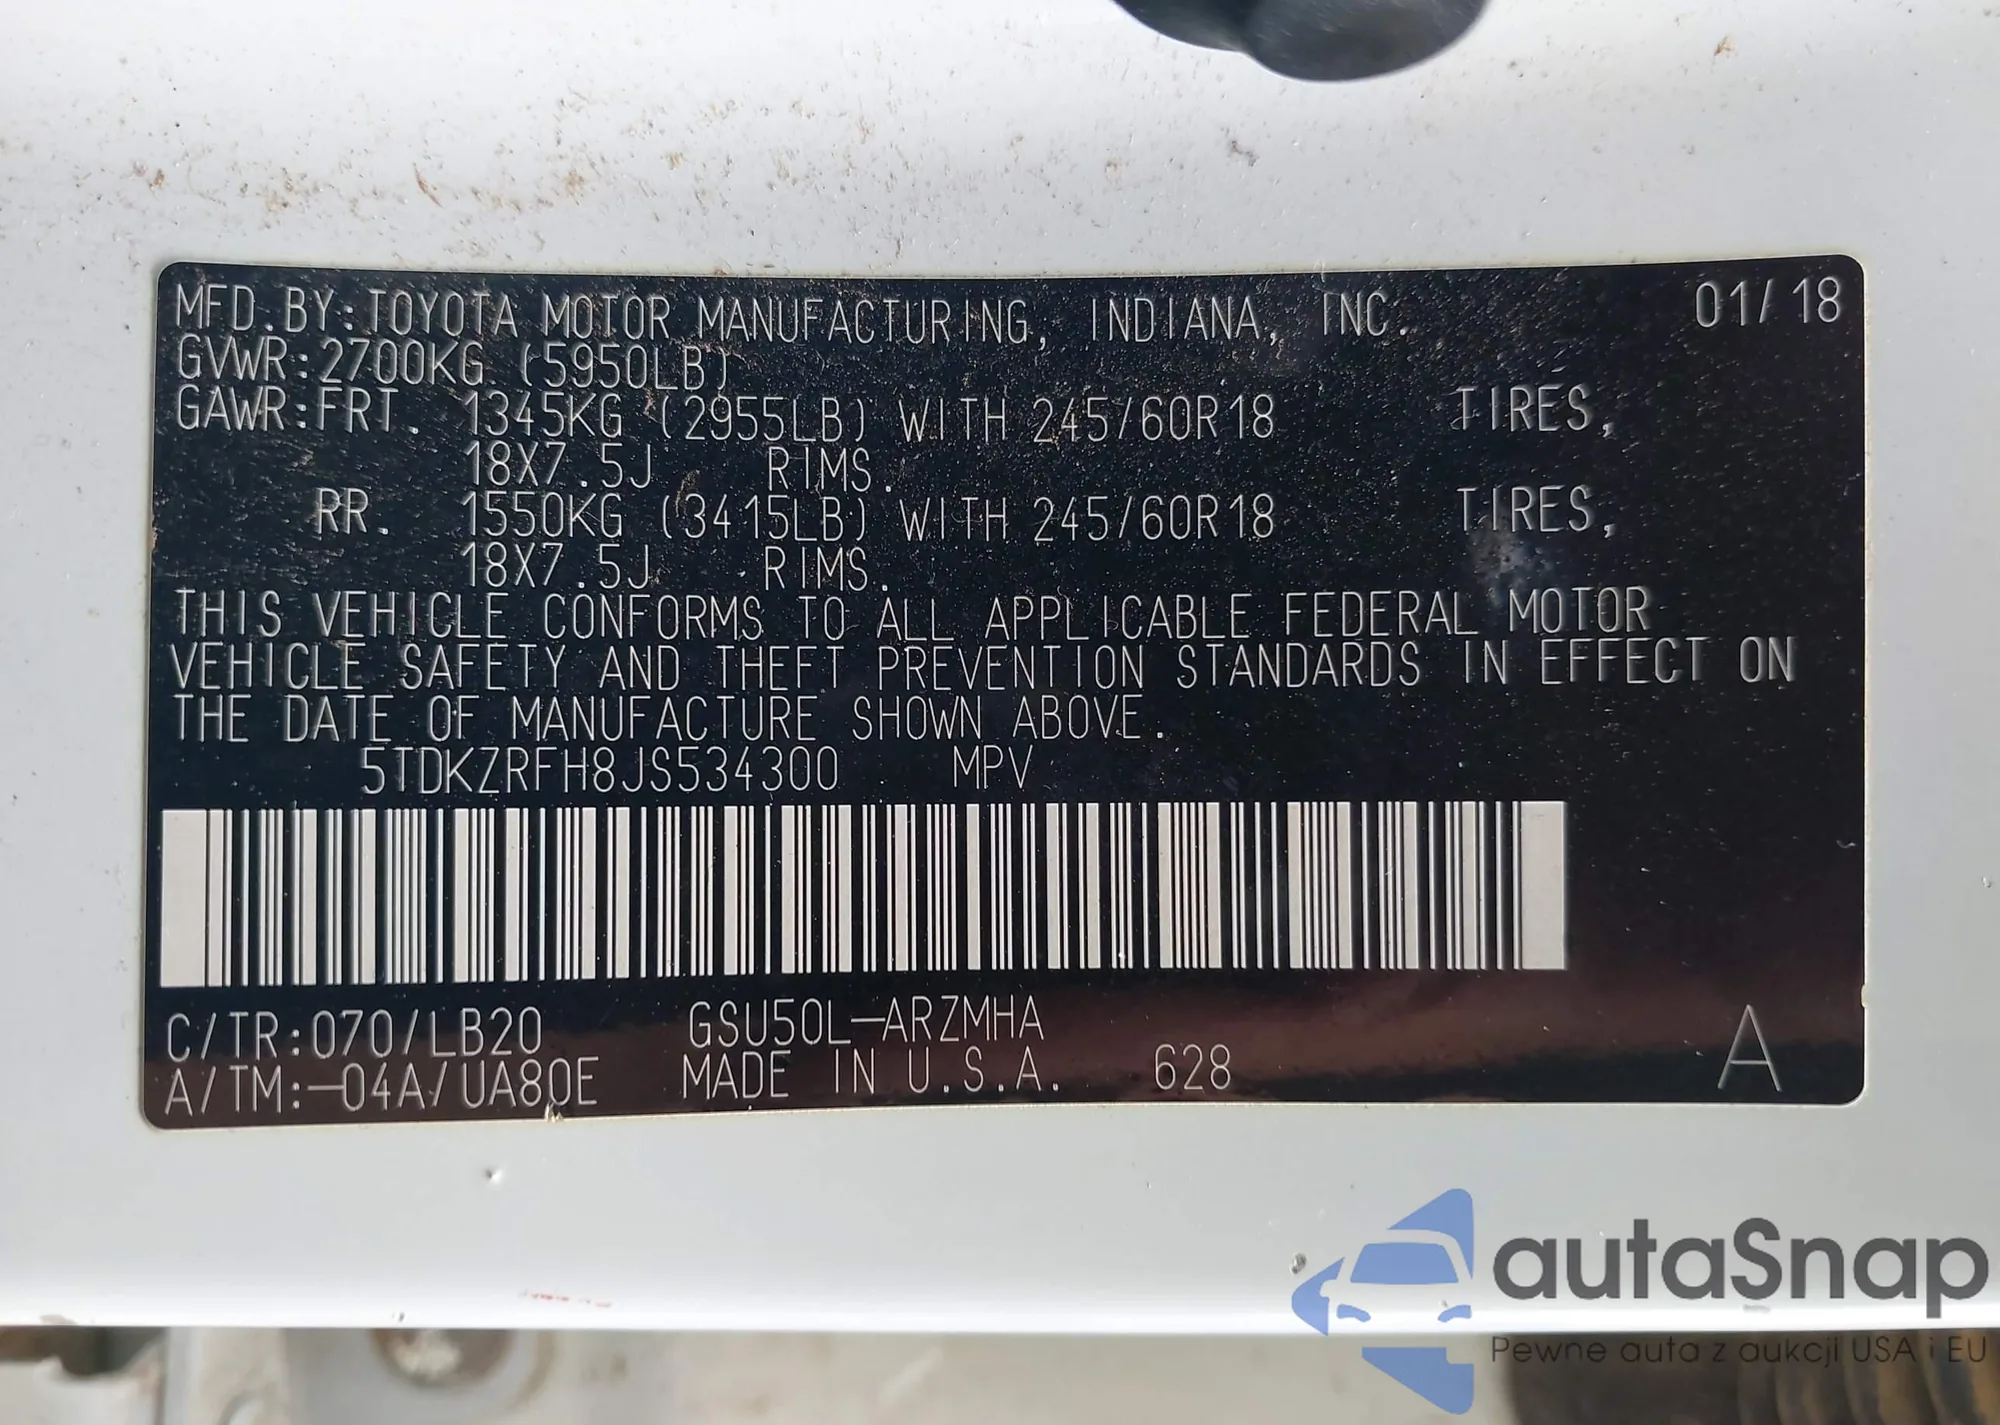 MFD.BY:TOYOTA MOTOR MANUFACTURING, INDIANA, INC. 01/18
GVWR:2700KG (5950LB)
GAWR:FRT. 1345KG (2955LB) WITH 245/60R18 TIRES,
18X7.5J RIMS.
RR. 1550KG (3415LB) WITH 245/60R18 TIRES,
18X7.5J RIMS.
THIS VEHICLE CONFORMS TO ALL APPLICABLE FEDERAL MOTOR
VEHICLE SAFETY AND THEFT PREVENTION STANDARDS IN EFFECT ON
THE DATE OF MANUFACTURE SHOWN ABOVE.
5TDKZRFH8JS534300 MPV
C/TR:070/LB20 GSU50L-ARZMHA
A/TM:-04A/UA80E MADE IN U.S.A. 628 A
autaSnap
Pewne auta z aukcji USA i EU